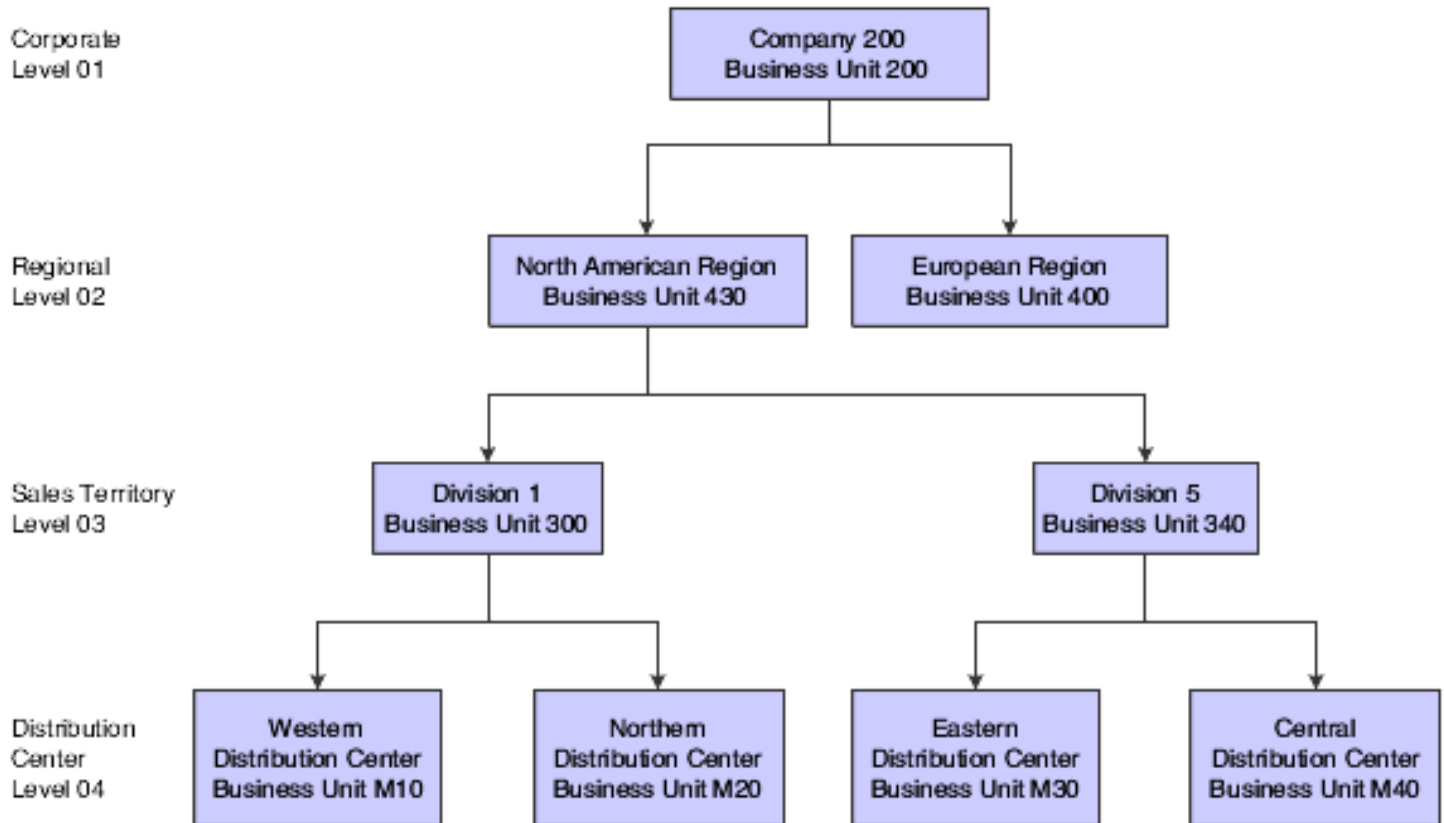 Corporate
Level 01
Company 200
Business Unit 200
Regional
Level 02
North American Region
Business Unit 430
European Region
Business Unit 400
Sales Territory
Level 03
Division 1
Business Unit 300
Division 5
Business Unit 340
Distribution
Center
Level 04
Western
Distribution Center
Business Unit M10
Northern
Distribution Center
Business Unit M20
Eastern
Distribution Center
Business Unit M30
Central
Distribution Center
Business Unit M40